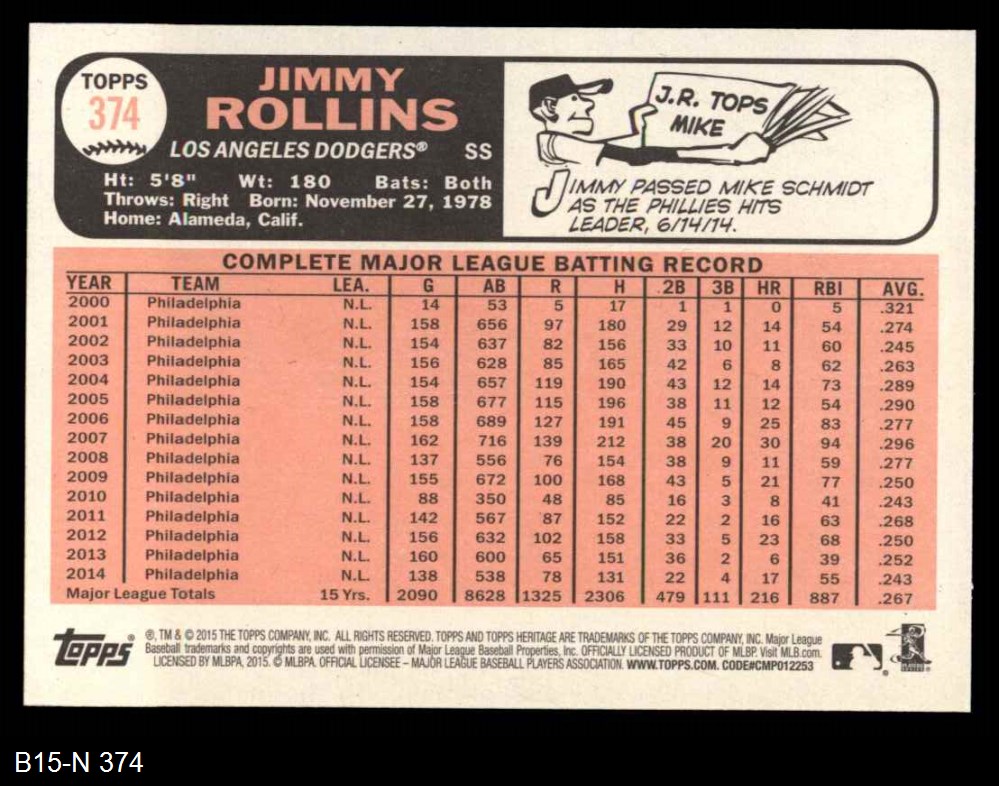 TOPPS
374
JIMMY
ROLLINS
LOS ANGELES DODGERS® SS
Ht: 5'8" Wt: 180 Bats: Both
Throws: Right Born: November 27, 1978
Home: Alameda, Calif.
J.R. TOPS
MIKE
JIMMY PASSED MIKE SCHMIDT
AS THE PHILLIES HITS
LEADER, 6/14/14.
COMPLETE MAJOR LEAGUE BATTING RECORD
YEAR TEAM LEA. G AB R H 2B 3B HR RBI AVG.
2000 Philadelphia N.L. 14 53 5 17 1 1 0 5 .321
2001 Philadelphia N.L. 158 656 97 180 29 12 14 54 .274
2002 Philadelphia N.L. 154 637 82 156 33 10 11 60 .245
2003 Philadelphia N.L. 156 628 85 165 42 6 8 62 .263
2004 Philadelphia N.L. 154 657 119 190 43 12 14 73 .289
2005 Philadelphia N.L. 158 677 115 196 38 11 12 54 .290
2006 Philadelphia N.L. 158 689 127 191 45 9 25 83 .277
2007 Philadelphia N.L. 162 716 139 212 38 20 30 94 .296
2008 Philadelphia N.L. 137 556 76 154 38 9 11 59 .277
2009 Philadelphia N.L. 155 672 100 168 43 5 21 77 .250
2010 Philadelphia N.L. 88 350 48 85 16 3 8 41 .243
2011 Philadelphia N.L. 142 567 87 152 22 2 16 63 .268
2012 Philadelphia N.L. 156 632 102 158 33 5 23 68 .250
2013 Philadelphia N.L. 160 600 65 151 36 2 6 39 .252
2014 Philadelphia N.L. 138 538 78 131 22 4 17 55 .243
Major League Totals 15 Yrs. 2090 8628 1325 2306 479 111 216 887 .267
topps®
®, TM & © 2015 THE TOPPS COMPANY, INC. ALL RIGHTS RESERVED. TOPPS AND TOPPS HERITAGE ARE TRADEMARKS OF THE TOPPS COMPANY, INC. Major League
Baseball trademarks and copyrights are used with permission of Major League Baseball Properties, Inc. OFFICIALLY LICENSED PRODUCT OF MLBP. Visit MLB.com.
LICENSED BY MLBPA, 2015. © MLBPA. OFFICIAL LICENSEE – MAJOR LEAGUE BASEBALL PLAYERS ASSOCIATION. WWW.TOPPS.COM. CODE#CMP012253
B15-N 374